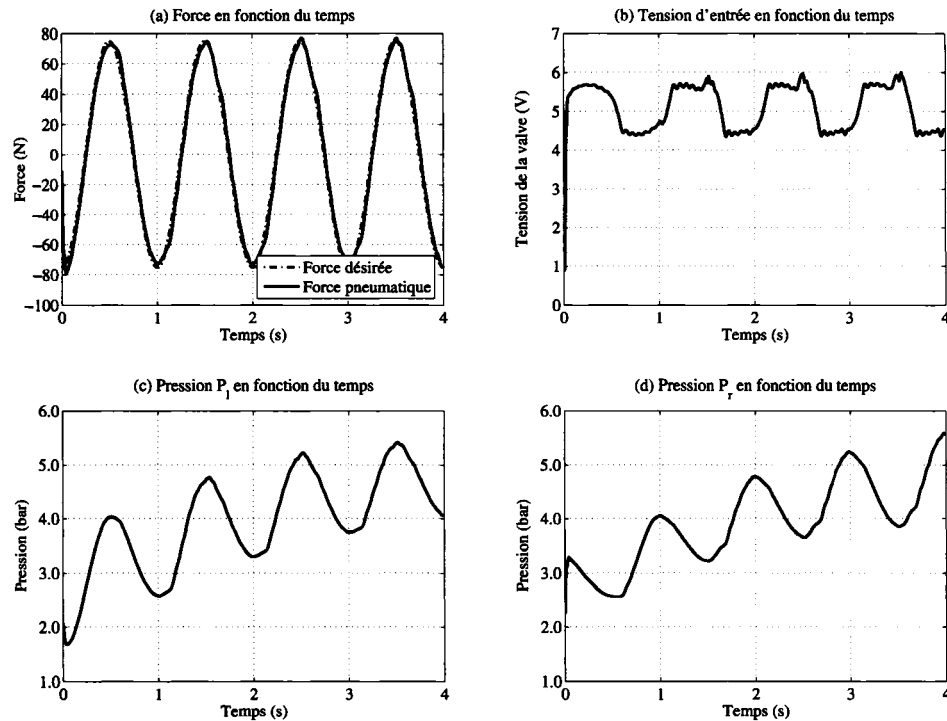 (a) Force en fonction du temps
80
60
40
20
0
−20
−40
−60
−80
−100
Force (N)
Force désirée
Force pneumatique
0 1 2 3 4
Temps (s)
(b) Tension d'entrée en fonction du temps
7
6
5
4
3
2
1
0
Tension de la valve (V)
0 1 2 3 4
Temps (s)
(c) Pression P_l en fonction du temps
6.0
5.0
4.0
3.0
2.0
1.0
Pression (bar)
0 1 2 3 4
Temps (s)
(d) Pression P_r en fonction du temps
6.0
5.0
4.0
3.0
2.0
1.0
Pression (bar)
0 1 2 3 4
Temps (s)